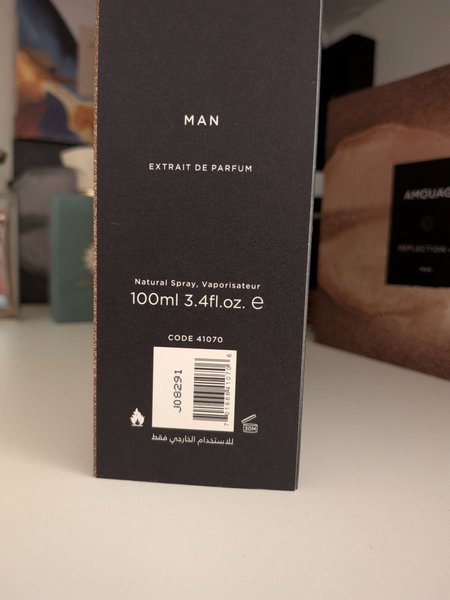 MAN
EXTRAIT DE PARFUM
Natural Spray, Vaporisateur
100ml 3.4fl.oz. ℮
CODE 41070
J08291
30M
للاستخدام الخارجي فقط
AMOUAG
REFLECTION